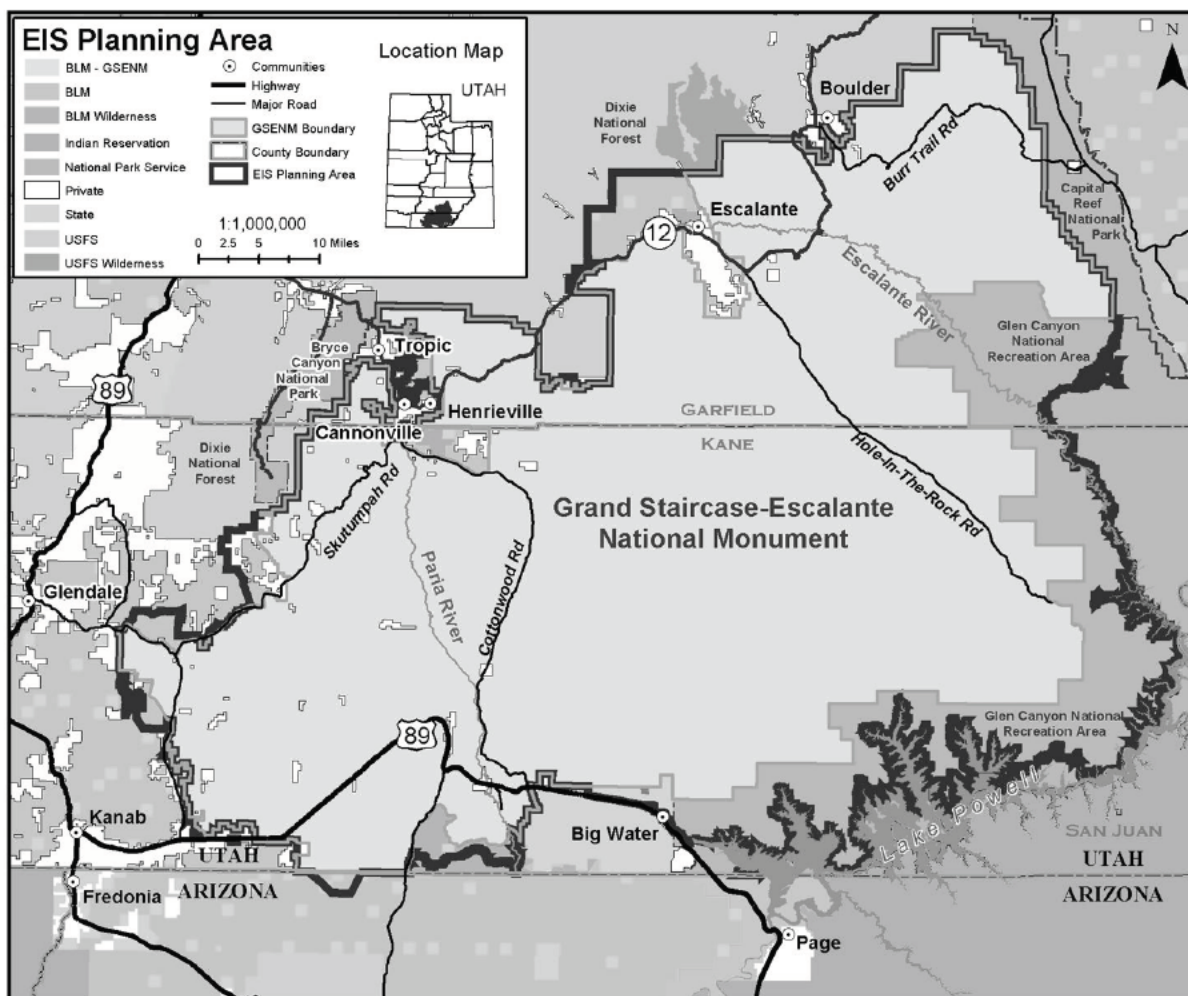 EIS Planning Area
BLM - GSENM
BLM
BLM Wilderness
Indian Reservation
National Park Service
Private
State
USFS
USFS Wilderness
Communities
Highway
Major Road
GSENM Boundary
County Boundary
EIS Planning Area
1:1,000,000
0 2.5 5 10 Miles
Location Map
UTAH
N
Boulder
Dixie
National
Forest
Burr Trail Rd
Capital
Reef
National
Park
Escalante
12
Escalante River
Glen Canyon
National
Recreation Area
Bryce
Canyon
National
Park
Tropic
89
Henrieville
GARFIELD
Cannonville
KANE
Dixie
National
Forest
Hole-In-The-Rock Rd
Skutumpah Rd
Grand Staircase-Escalante
National Monument
Paria River
Cottonwood Rd
Glendale
89
Glen Canyon National
Recreation Area
Lake Powell
Kanab
Big Water
SAN JUAN
UTAH
UTAH
ARIZONA
ARIZONA
Fredonia
Page